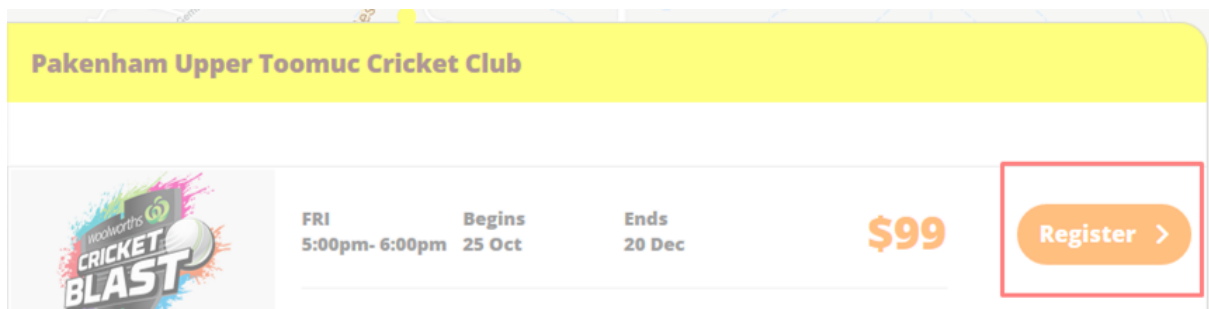 Pakenham Upper Toomuc Cricket Club
woolworths
CRICKET
BLAST
FRI
5:00pm- 6:00pm
Begins
25 Oct
Ends
20 Dec
$99
Register